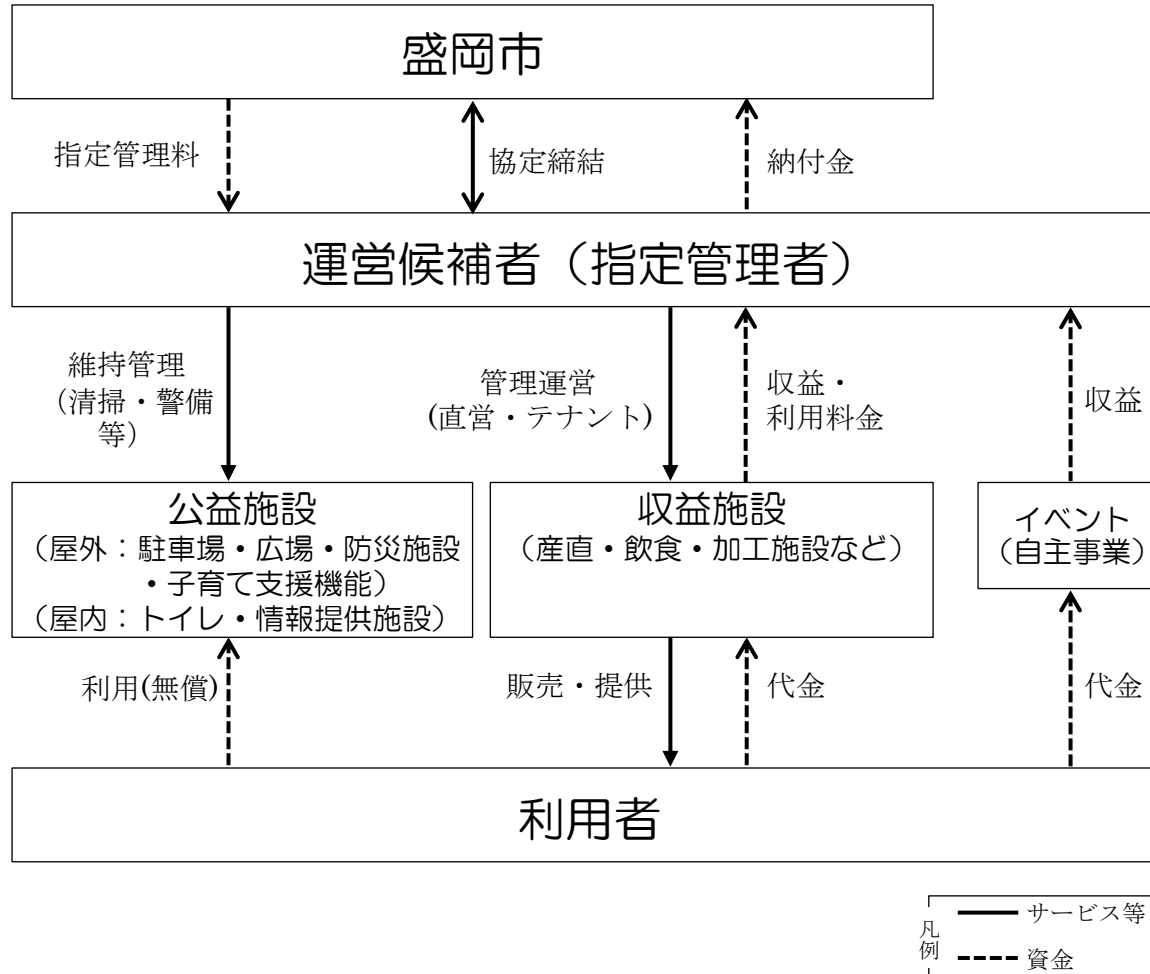 盛岡市
指定管理料
協定締結
納付金
運営候補者（指定管理者）
維持管理
(清掃・警備
等）
管理運営
(直営・テナント)
収益・
利用料金
収益
公益施設
（屋外：駐車場・広場・防災施設
・子育て支援機能）
（屋内：トイレ・情報提供施設）
収益施設
（産直・飲食・加工施設など）
イベント
（自主事業）
利用(無償)
販売・提供
代金
代金
利用者
凡例
サービス等
資金